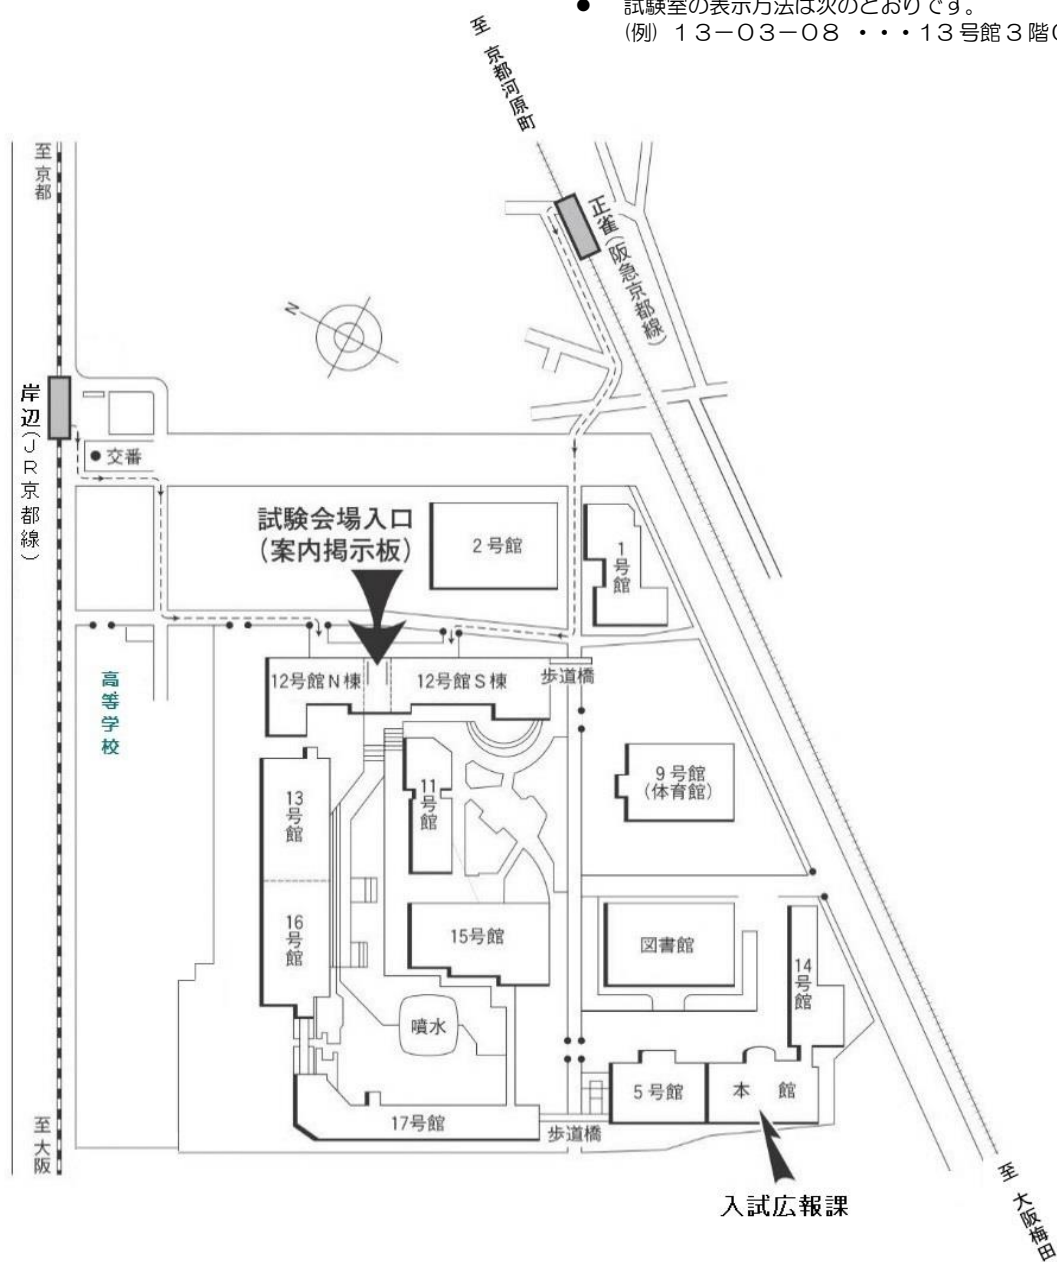 ● 試験室の表示方法は次のとおりです。
(例) 13－03－08 ・・・13号館3階
至 京都河原町
至 京都
正雀(阪急京都線)
N
岸辺(JR京都線)
交番
試験会場入口
(案内掲示板)
2号館
1号館
高等学校
12号館N棟
12号館S棟
歩道橋
9号館
(体育館)
11号館
13号館
16号館
15号館
図書館
14号館
噴水
5号館
本 館
17号館
歩道橋
至 大阪
入試広報課
至 大阪梅田